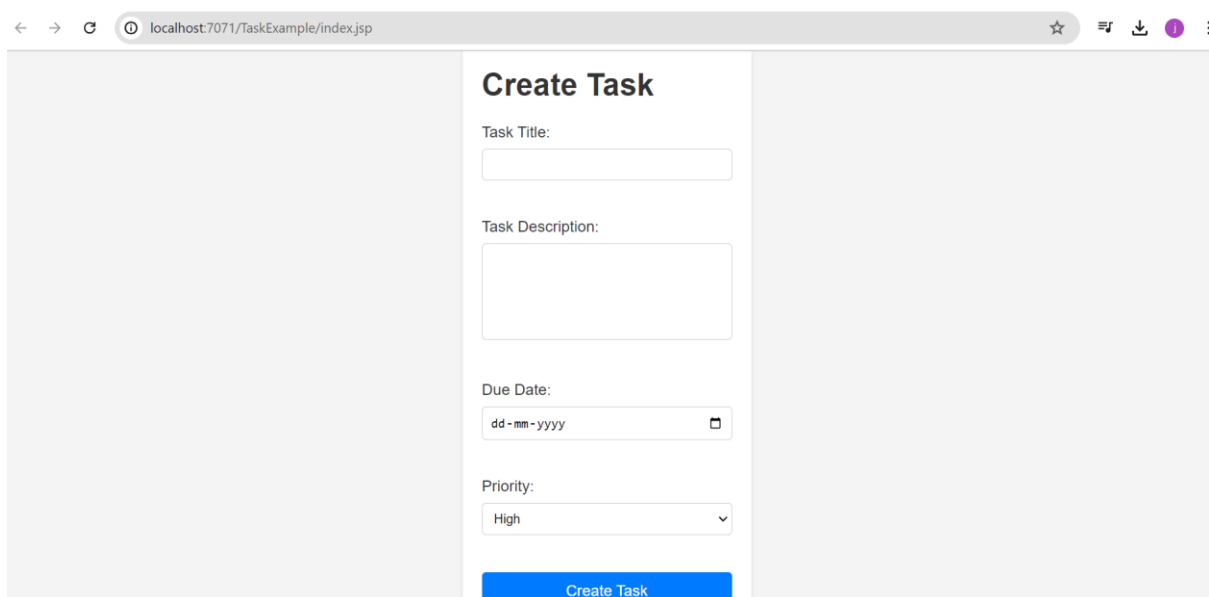 localhost:7071/TaskExample/index.jsp
j
Create Task
Task Title:
Task Description:
Due Date:
dd-mm-yyyy
Priority:
High
Create Task